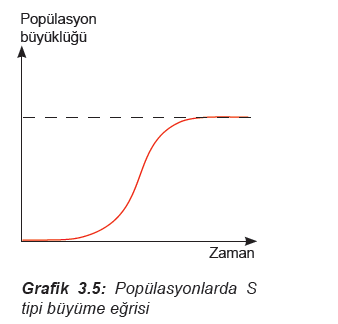 Popülasyon
büyüklüğü
Zaman
Grafik 3.5: Popülasyonlarda S
tipi büyüme eğrisi